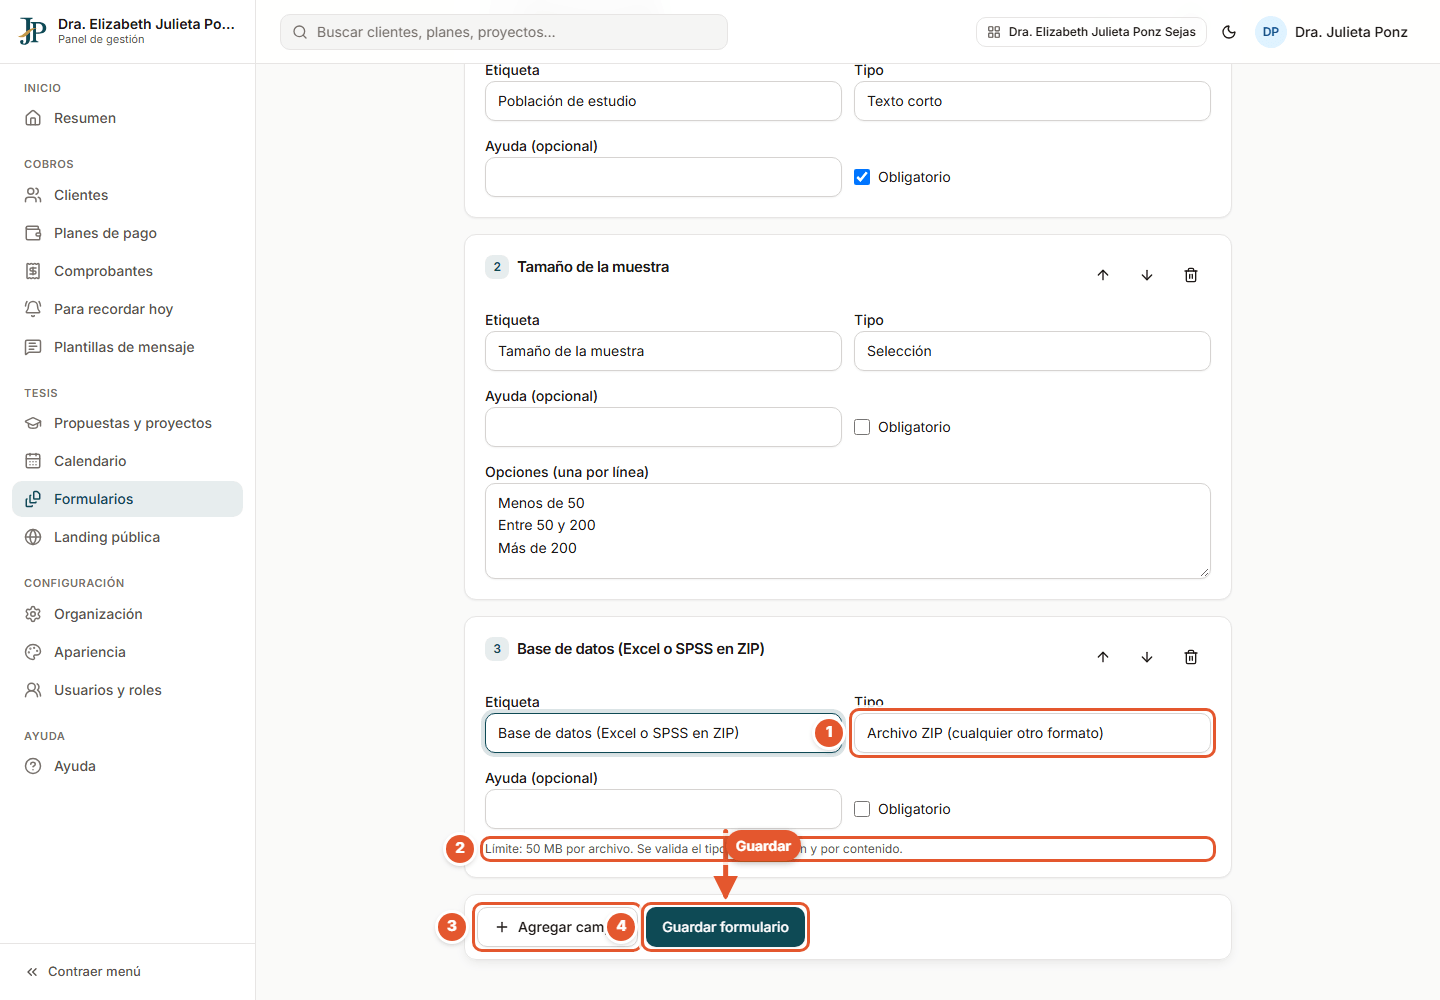 Dra. Elizabeth Julieta Po...
Panel de gestión
Buscar clientes, planes, proyectos...
Dra. Elizabeth Julieta Ponz Sejas
DP
Dra. Julieta Ponz
INICIO
Resumen
COBROS
Clientes
Planes de pago
Comprobantes
Para recordar hoy
Plantillas de mensaje
TESIS
Propuestas y proyectos
Calendario
Formularios
Landing pública
CONFIGURACIÓN
Organización
Apariencia
Usuarios y roles
AYUDA
Ayuda
Contraer menú
Etiqueta
Tipo
Población de estudio
Texto corto
Ayuda (opcional)
Obligatorio
2 Tamaño de la muestra
Etiqueta
Tipo
Tamaño de la muestra
Selección
Ayuda (opcional)
Obligatorio
Opciones (una por línea)
Menos de 50
Entre 50 y 200
Más de 200
3 Base de datos (Excel o SPSS en ZIP)
Etiqueta
Tipo
Base de datos (Excel o SPSS en ZIP)
1
Archivo ZIP (cualquier otro formato)
Ayuda (opcional)
Obligatorio
2
Límite: 50 MB por archivo. Se valida el tipo
Guardar
n y por contenido.
3
Agregar cam
4
Guardar formulario